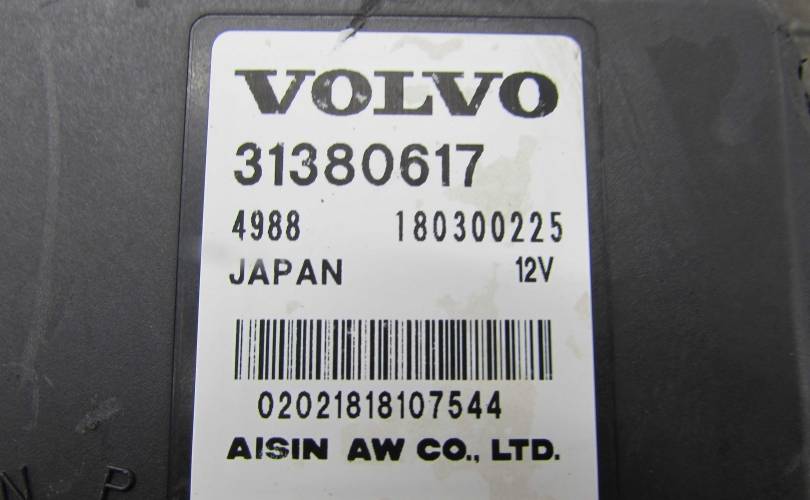 VOLVO
31380617
4988 180300225
JAPAN 12V
02021818107544
AISIN AW CO., LTD.
N P